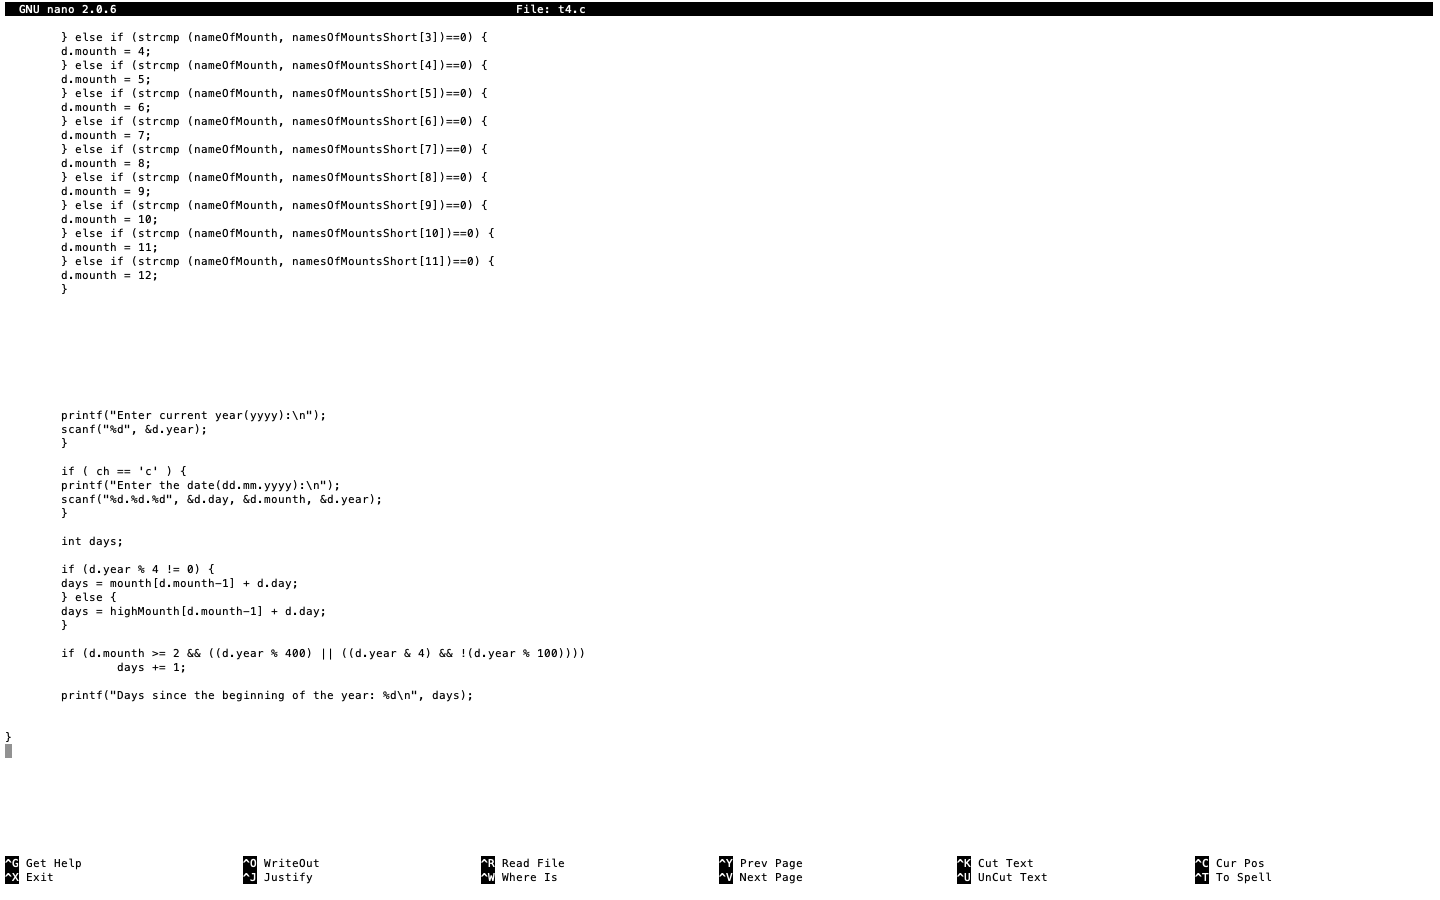 GNU nano 2.0.6 File: t4.c
} else if (strcmp (nameOfMounth, namesOfMountsShort[3])==0) {
d.mounth = 4;
} else if (strcmp (nameOfMounth, namesOfMountsShort[4])==0) {
d.mounth = 5;
} else if (strcmp (nameOfMounth, namesOfMountsShort[5])==0) {
d.mounth = 6;
} else if (strcmp (nameOfMounth, namesOfMountsShort[6])==0) {
d.mounth = 7;
} else if (strcmp (nameOfMounth, namesOfMountsShort[7])==0) {
d.mounth = 8;
} else if (strcmp (nameOfMounth, namesOfMountsShort[8])==0) {
d.mounth = 9;
} else if (strcmp (nameOfMounth, namesOfMountsShort[9])==0) {
d.mounth = 10;
} else if (strcmp (nameOfMounth, namesOfMountsShort[10])==0) {
d.mounth = 11;
} else if (strcmp (nameOfMounth, namesOfMountsShort[11])==0) {
d.mounth = 12;
}
printf("Enter current year(yyyy):\n");
scanf("%d", &d.year);
}
if ( ch == 'c' ) {
printf("Enter the date(dd.mm.yyyy):\n");
scanf("%d.%d.%d", &d.day, &d.mounth, &d.year);
}
int days;
if (d.year % 4 != 0) {
days = mounth[d.mounth-1] + d.day;
} else {
days = highMounth[d.mounth-1] + d.day;
}
if (d.mounth >= 2 && ((d.year % 400) || ((d.year & 4) && !(d.year % 100))))
days += 1;
printf("Days since the beginning of the year: %d\n", days);
}
^G Get Help ^O WriteOut ^R Read File ^Y Prev Page ^K Cut Text ^C Cur Pos
^X Exit ^J Justify ^W Where Is ^V Next Page ^U UnCut Text ^T To Spell